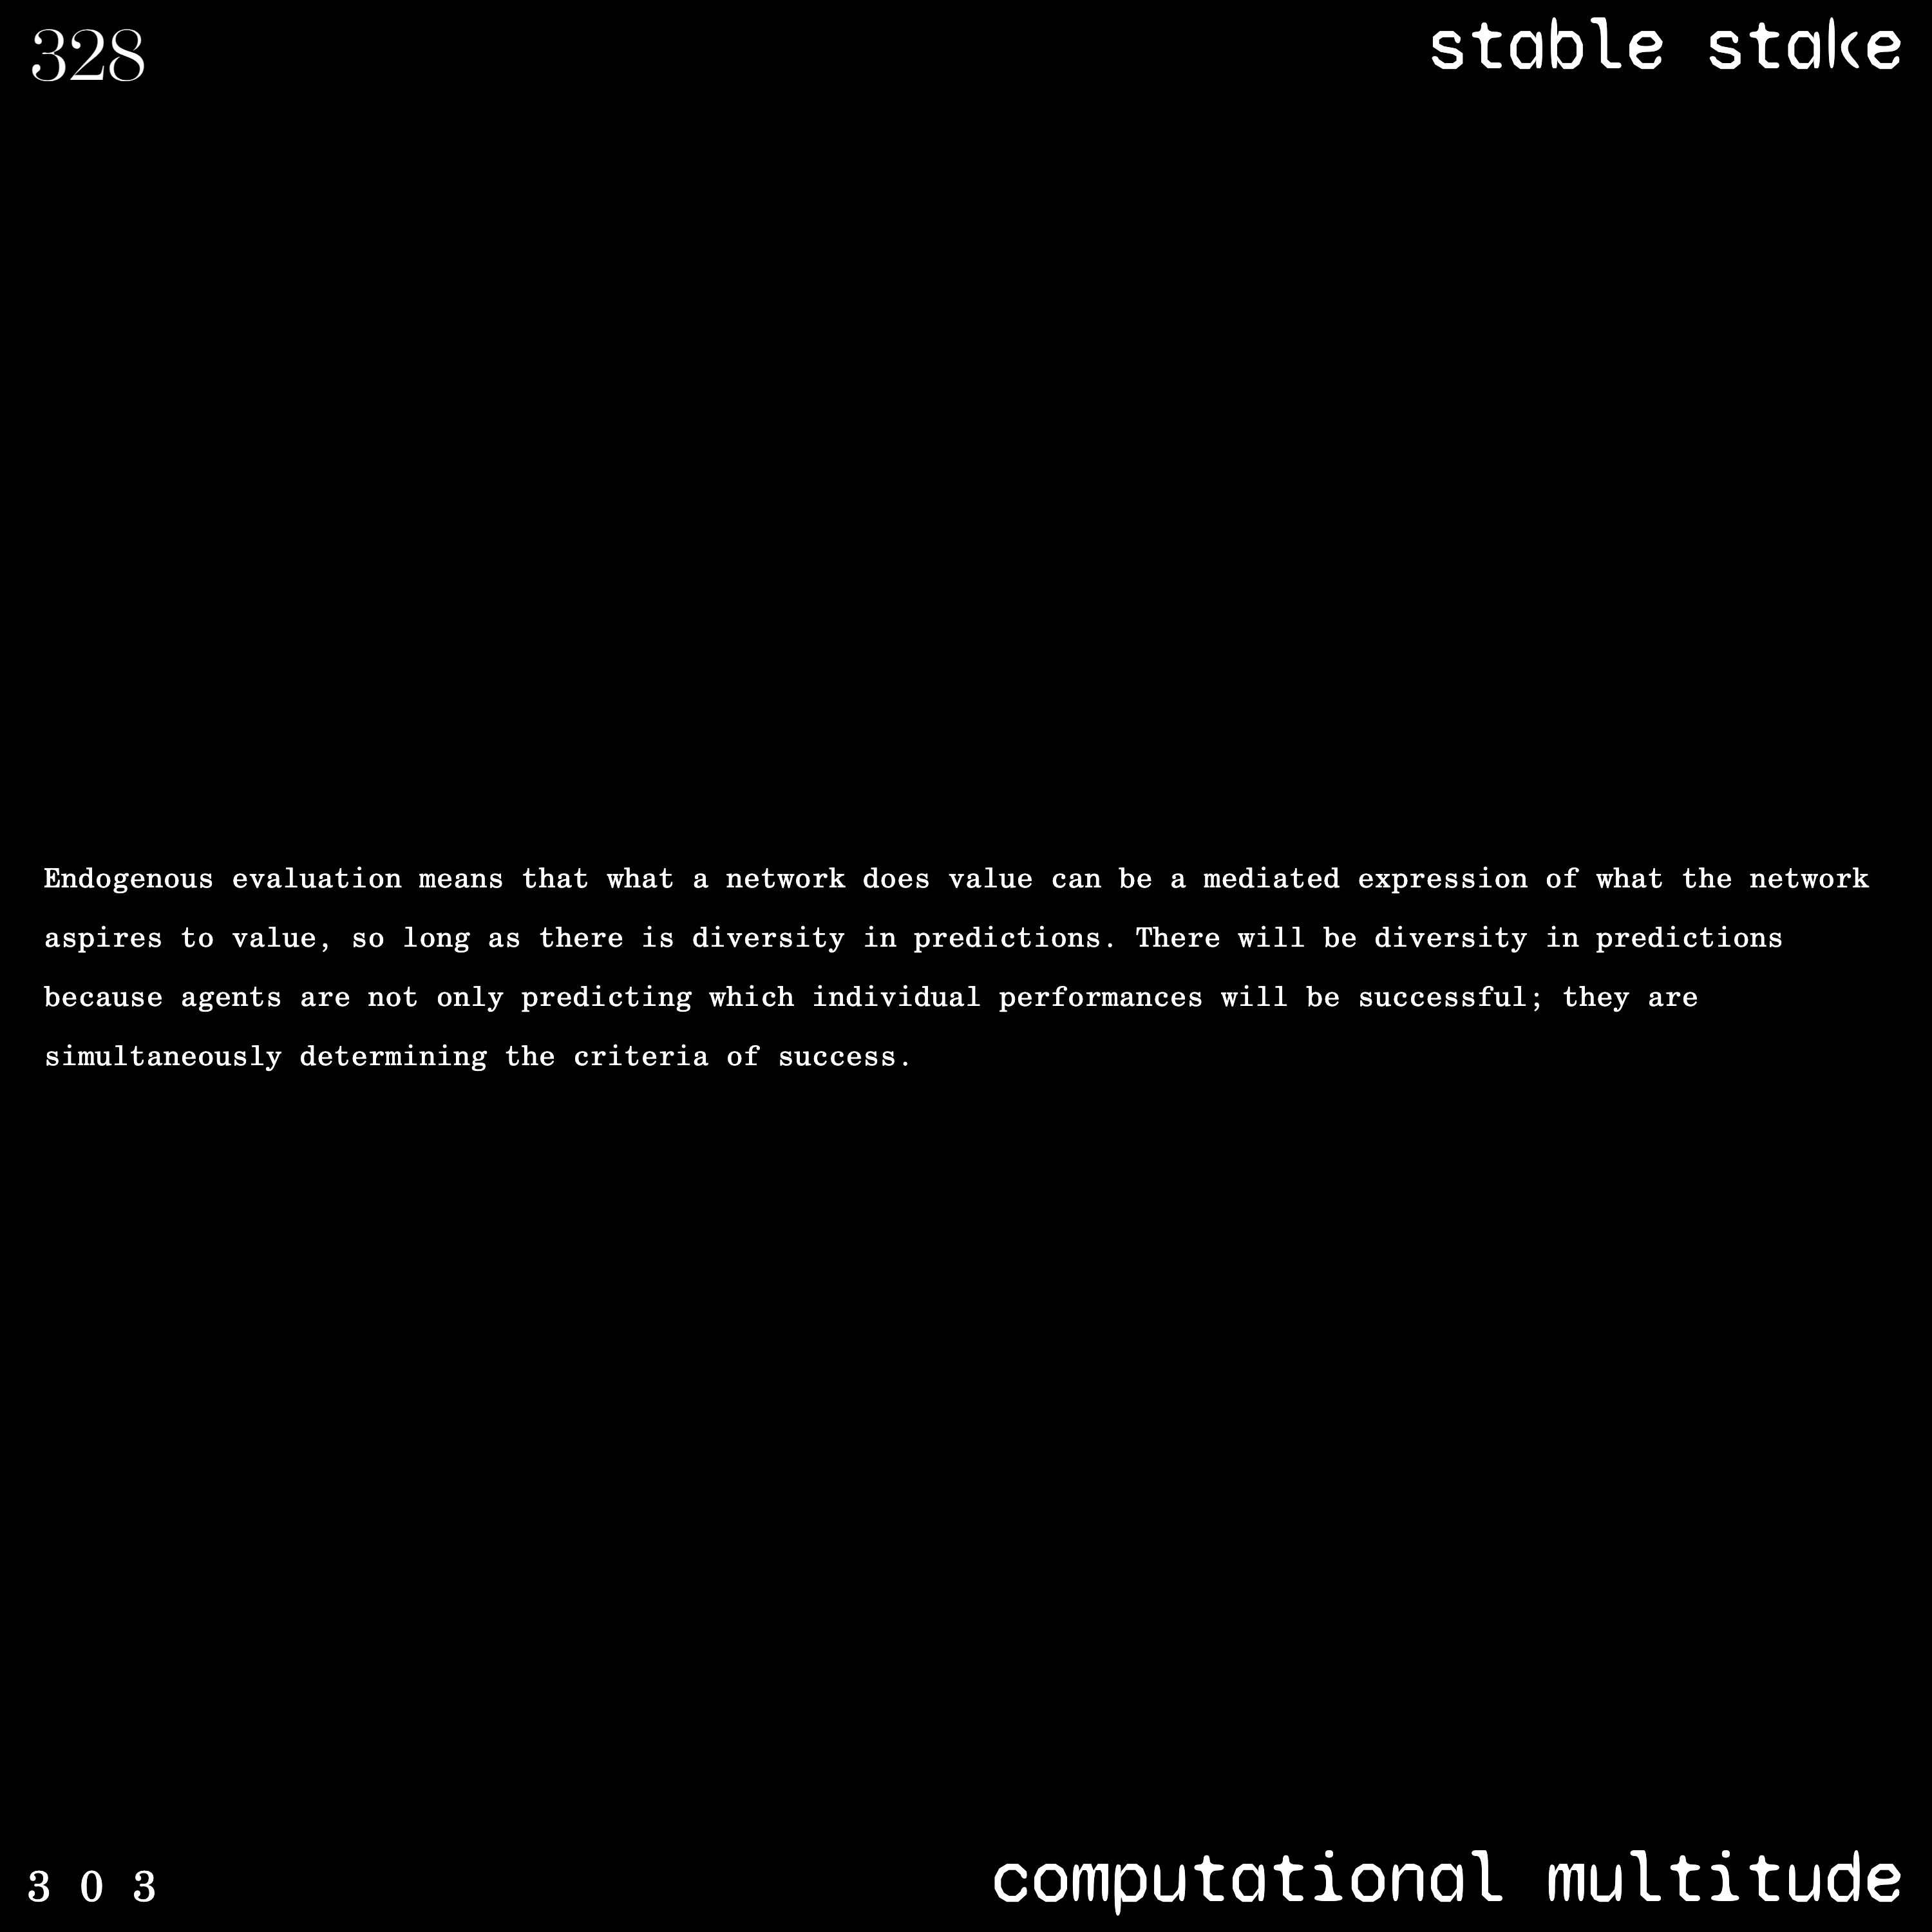 328
stable stake
Endogenous evaluation means that what a network does value can be a mediated expression of what the network
aspires to value, so long as there is diversity in predictions. There will be diversity in predictions
because agents are not only predicting which individual performances will be successful; they are
simultaneously determining the criteria of success.
3 0 3
computational multitude